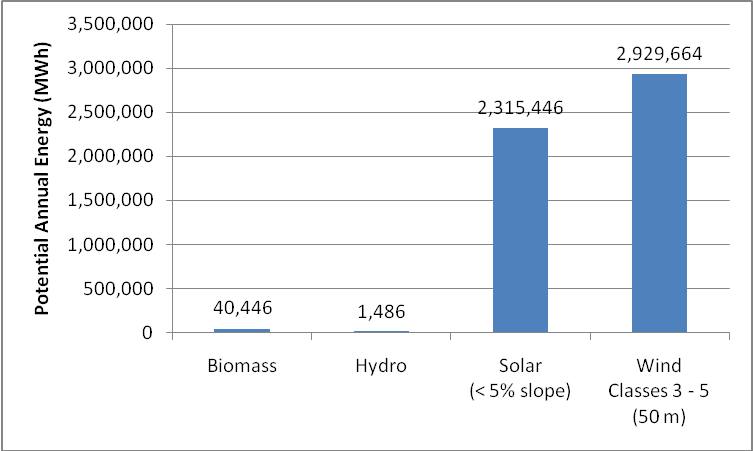 Potential Annual Energy (MWh)
3,500,000
3,000,000
2,500,000
2,000,000
1,500,000
1,000,000
500,000
0
40,446
1,486
2,315,446
2,929,664
Biomass
Hydro
Solar
(< 5% slope)
Wind
Classes 3 - 5
(50 m)